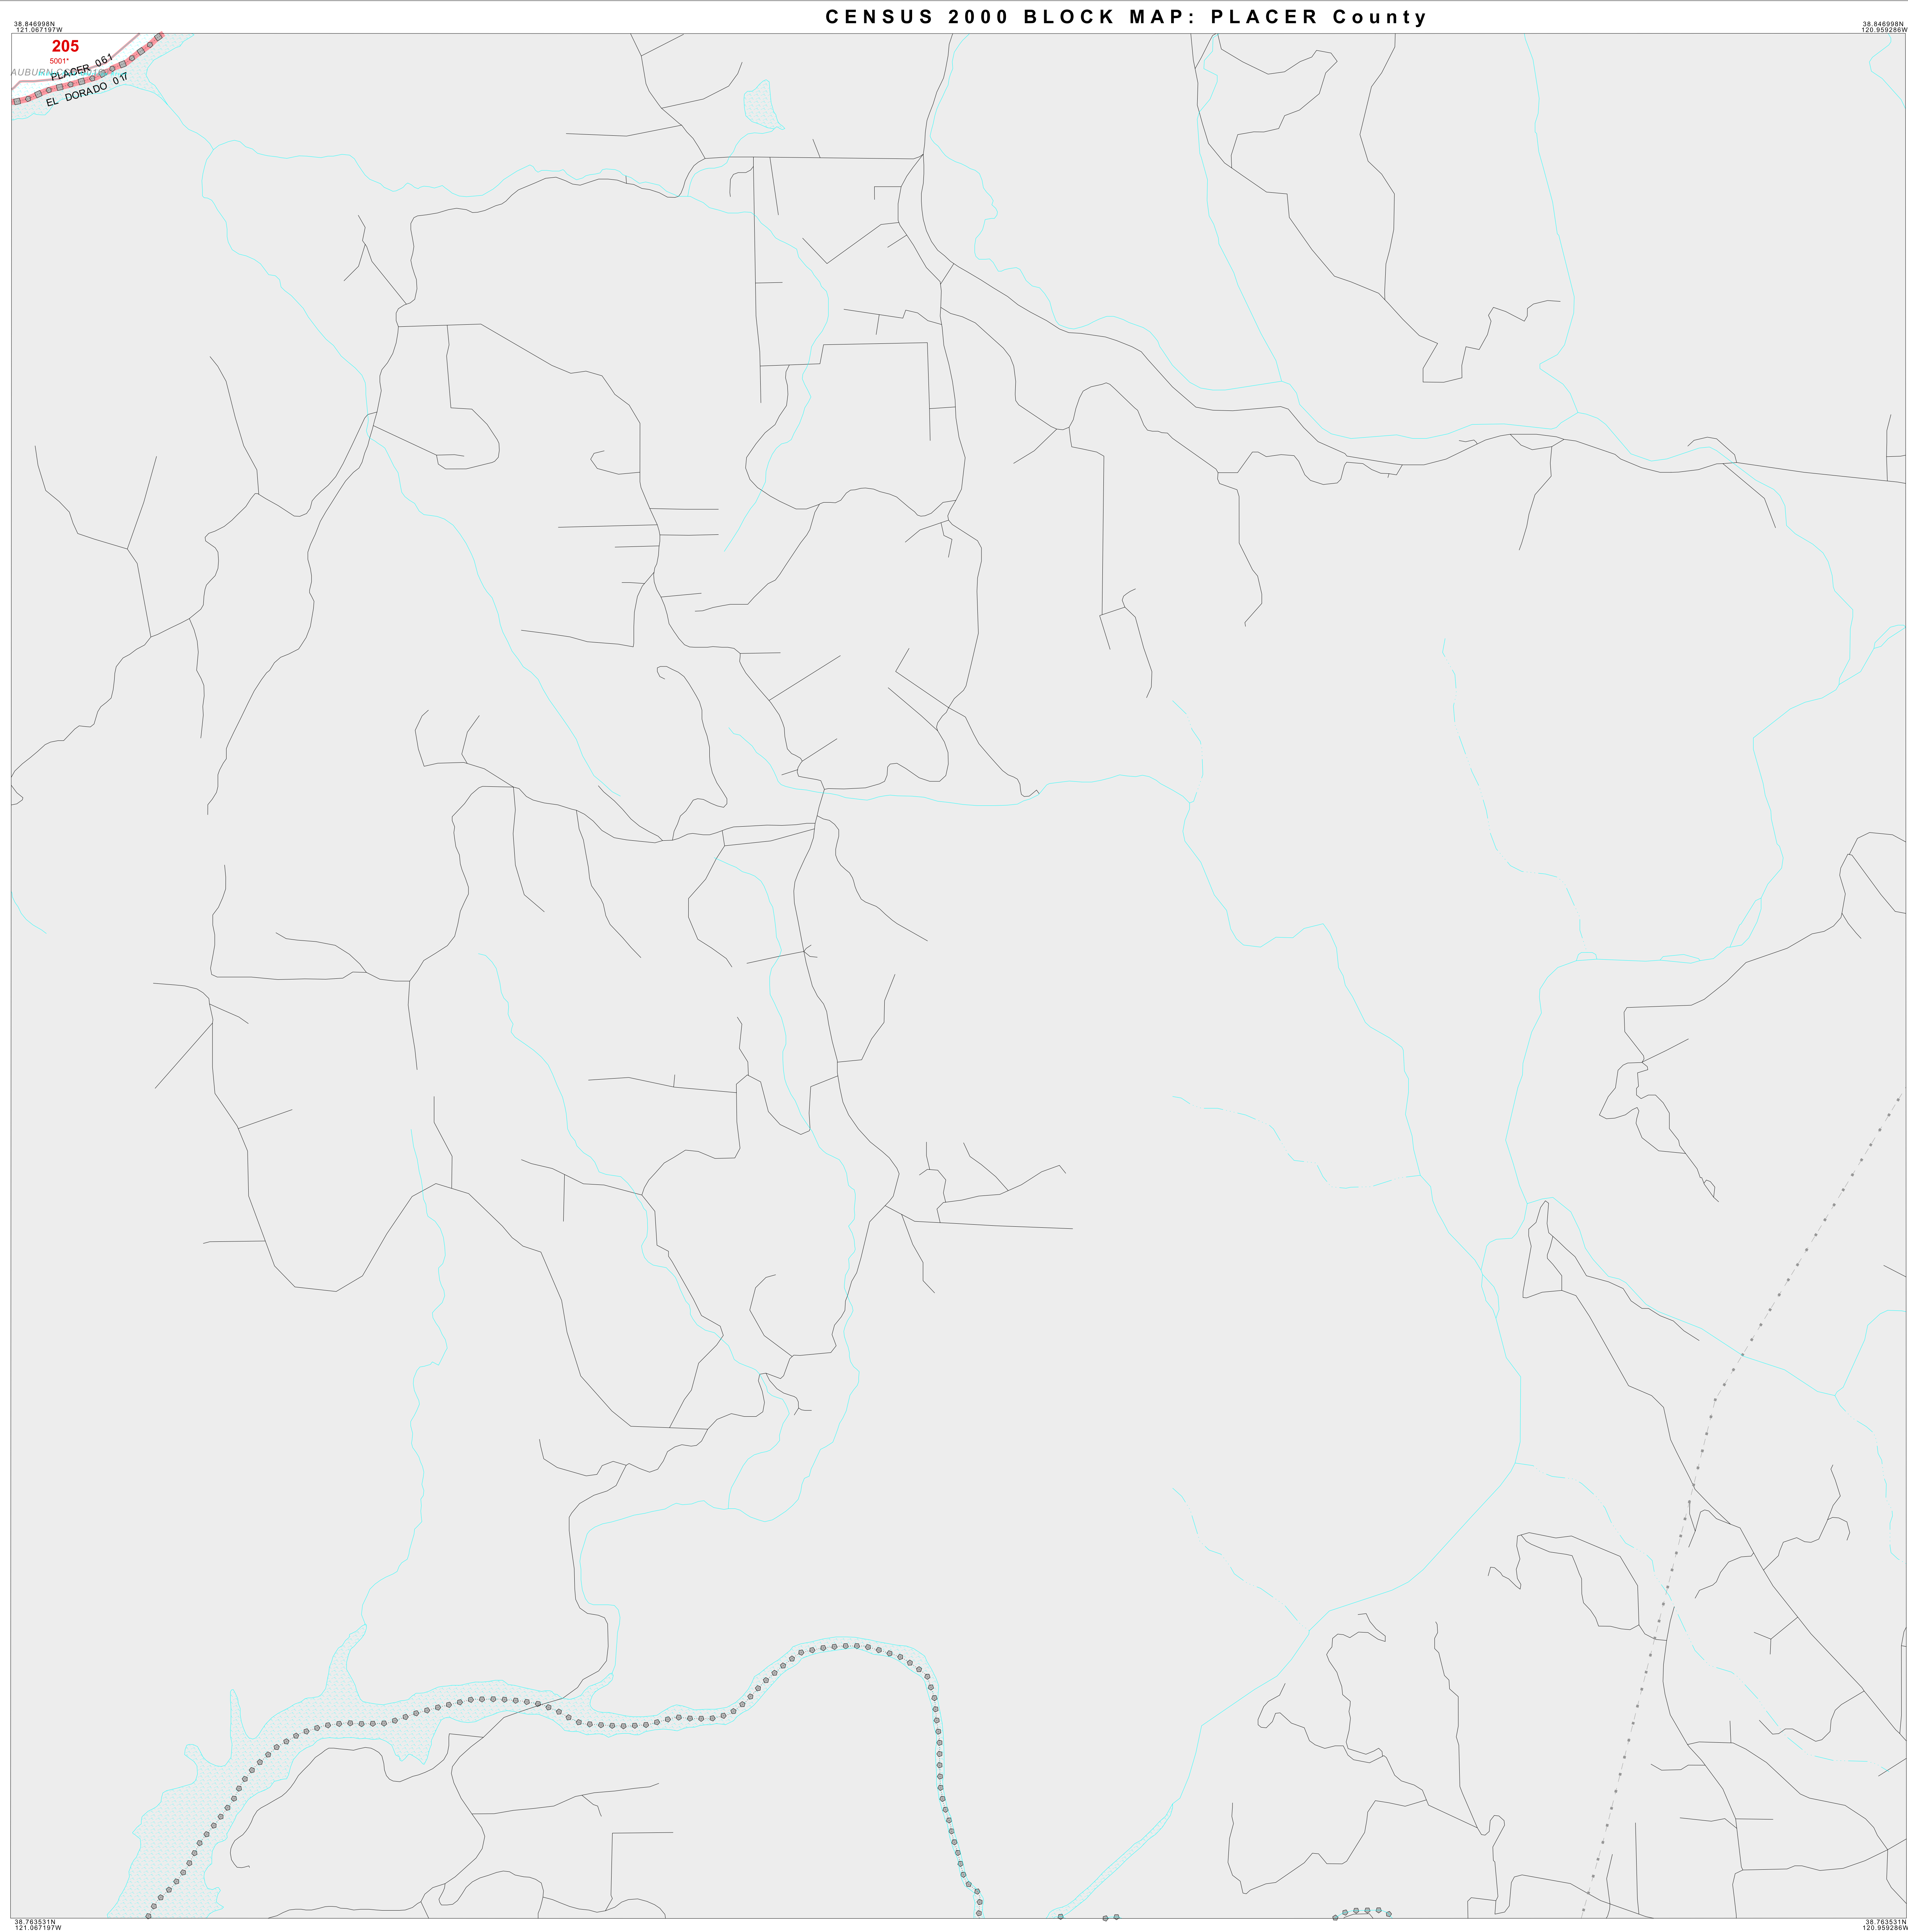 CENSUS 2000 BLOCK MAP: PLACER County
38.846998N
121.067197W
38.846998N
120.959286W
205
5001*
PLACER 061
EL DORADO 017
38.763531N
121.067197W
38.763531N
120.959286W